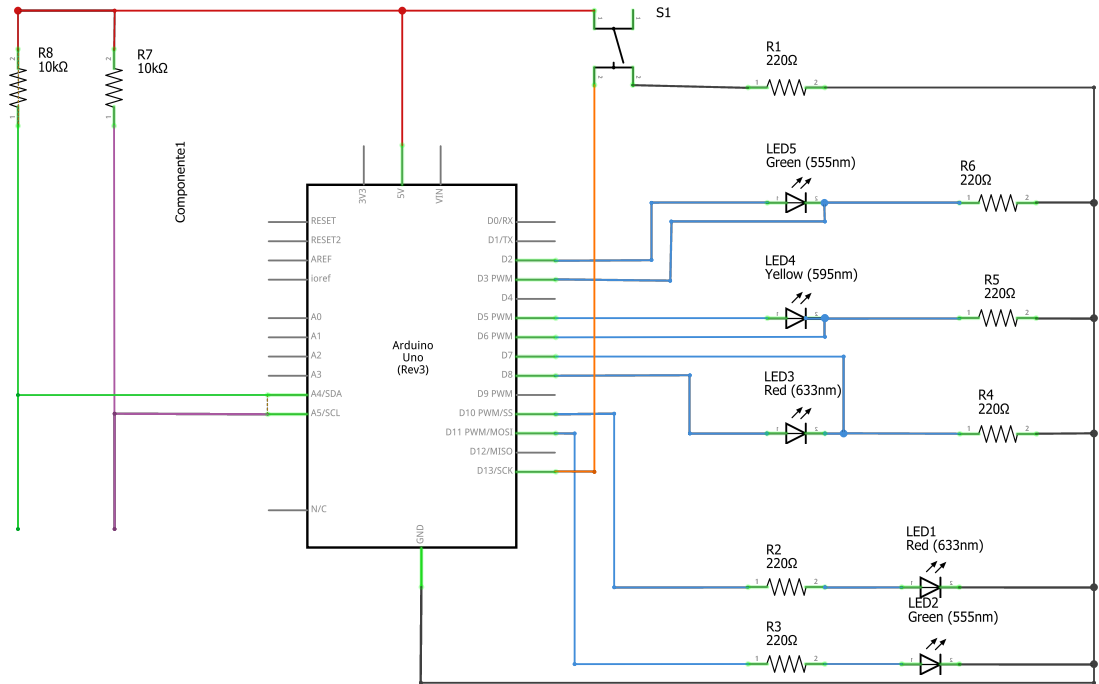 S1
R8
10kΩ
R7
10kΩ
R1
220Ω
Componente1
LED5
Green (555nm)
R6
220Ω
3V3
5V
VIN
RESET
RESET2
AREF
ioref
A0
A1
A2
A3
A4/SDA
A5/SCL
N/C
Arduino
Uno
(Rev3)
D0/RX
D1/TX
D2
D3 PWM
D4
D5 PWM
D6 PWM
D7
D8
D9 PWM
D10 PWM/SS
D11 PWM/MOSI
D12/MISO
D13/SCK
GND
LED4
Yellow (595nm)
R5
220Ω
LED3
Red (633nm)
R4
220Ω
LED1
Red (633nm)
R2
220Ω
LED2
Green (555nm)
R3
220Ω